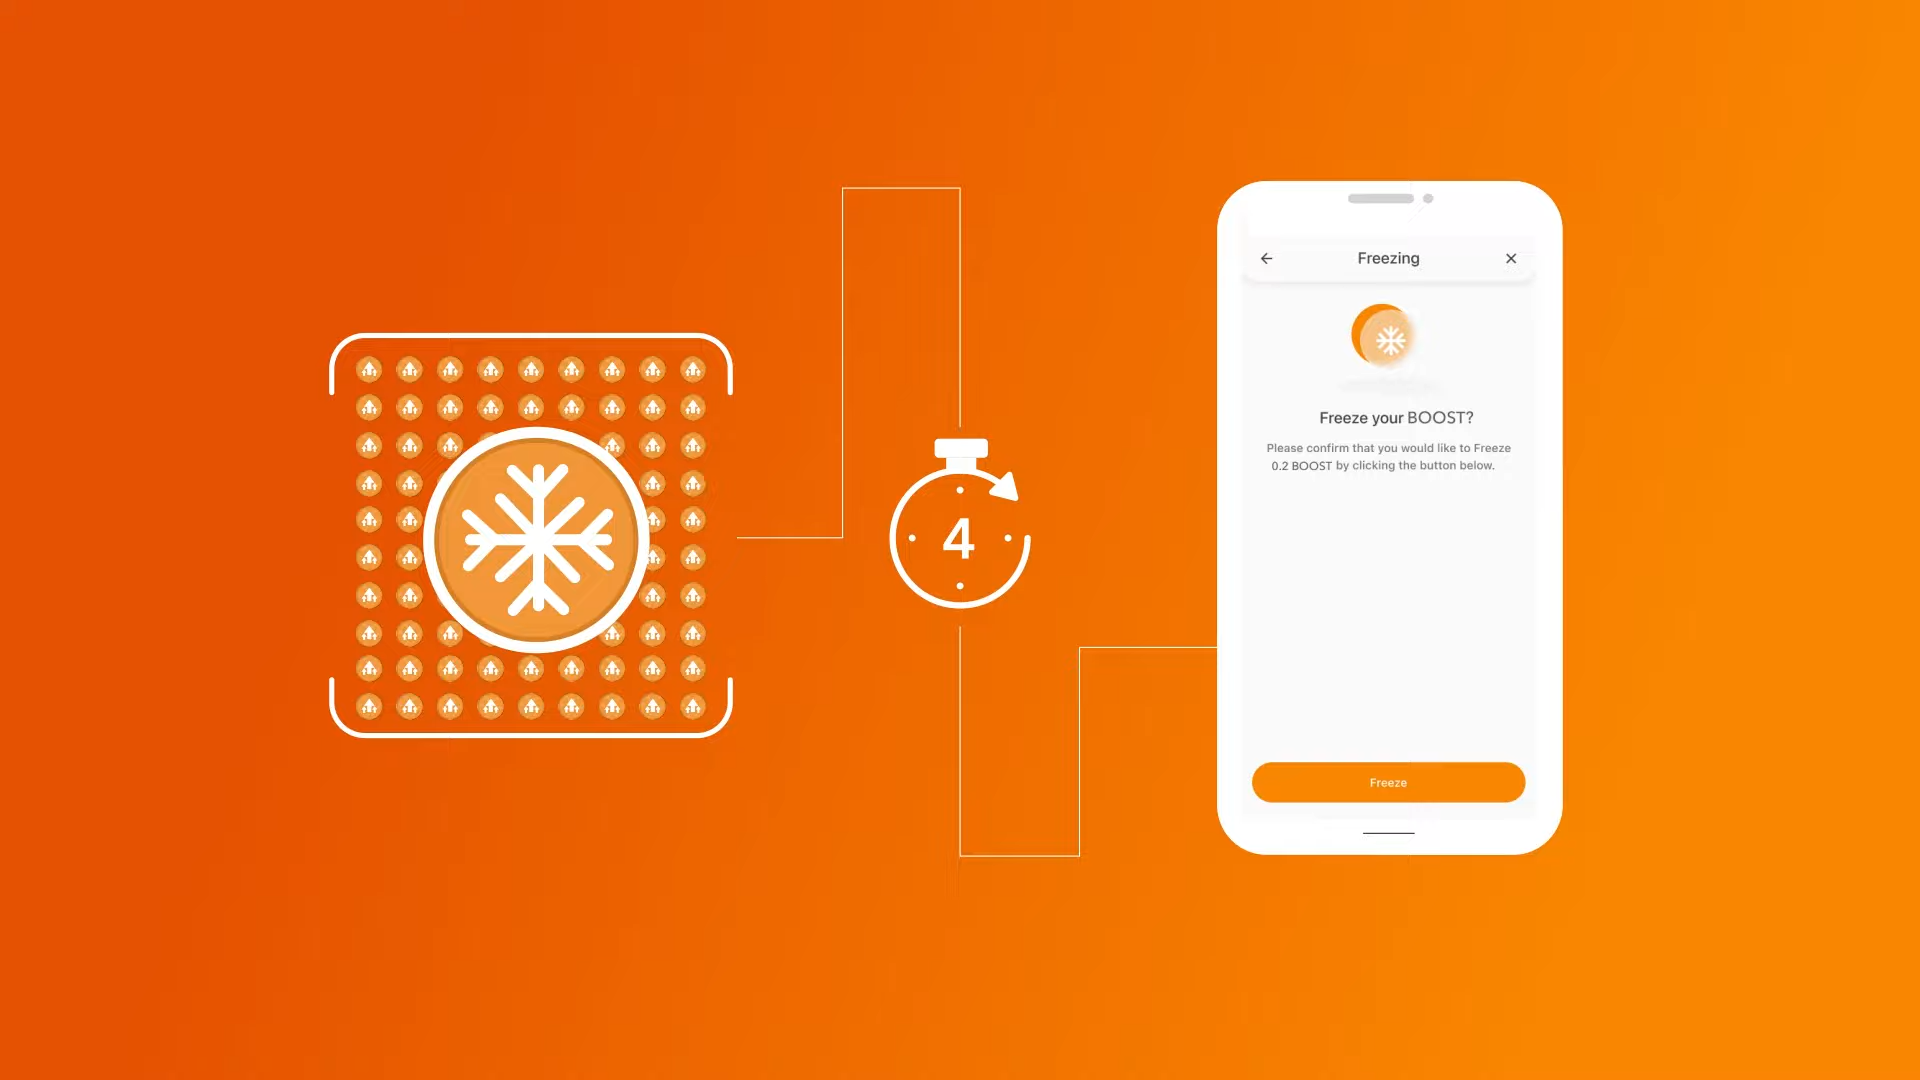 4
Freezing
Freeze your BOOST?
Please confirm that you would like to Freeze
0.2 BOOST by clicking the button below.
Freeze